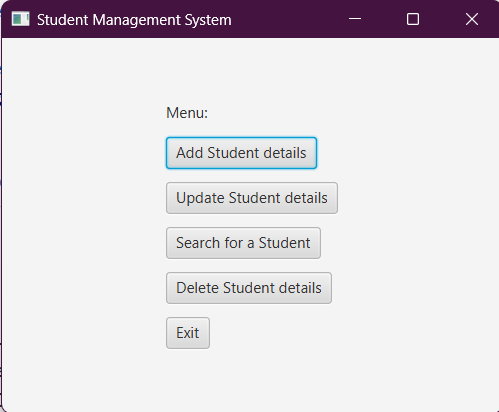 Student Management System
Menu:
Add Student details
Update Student details
Search for a Student
Delete Student details
Exit